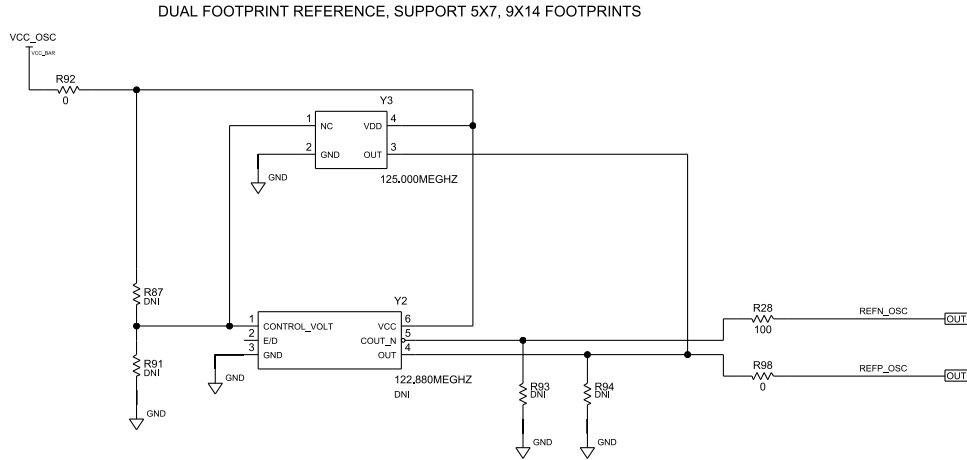 DUAL FOOTPRINT REFERENCE, SUPPORT 5X7, 9X14 FOOTPRINTS
VCC_OSC
VCC_BAR
R92
0
Y3
1 NC VDD 4
2 GND OUT 3
GND
125.000MEGHZ
R87
DNI
Y2
1 CONTROL_VOLT VCC 6
2 E/D COUT_N 5
3 GND OUT 4
GND
122.880MEGHZ
DNI
R91
DNI
GND
R93
DNI
GND
R94
DNI
GND
R28
100
REFN_OSC
OUT
R98
0
REFP_OSC
OUT